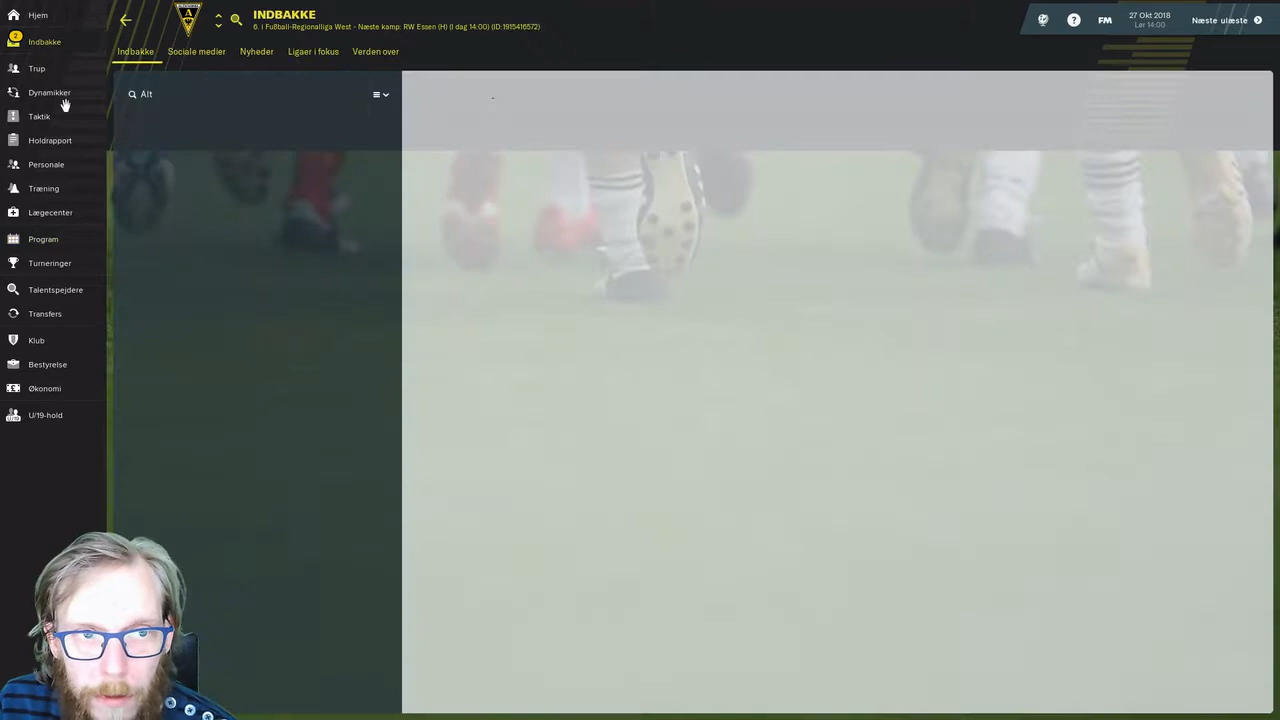 Hjem
2
Indbakke
Trup
Dynamikker
Taktik
Holdrapport
Personale
Træning
Lægecenter
Program
Turneringer
Talentspejdere
Transfers
Klub
Bestyrelse
Økonomi
U/19-hold
INDBAKKE
6. i Fußball-Regionalliga West - Næste kamp: RW Essen (H) (I dag 14:00) (ID:1915416572)
FM
27 Okt 2018
Lør 14:00
Næste ulæste
Indbakke Sociale medier Nyheder Ligaer i fokus Verden over
Alt
-